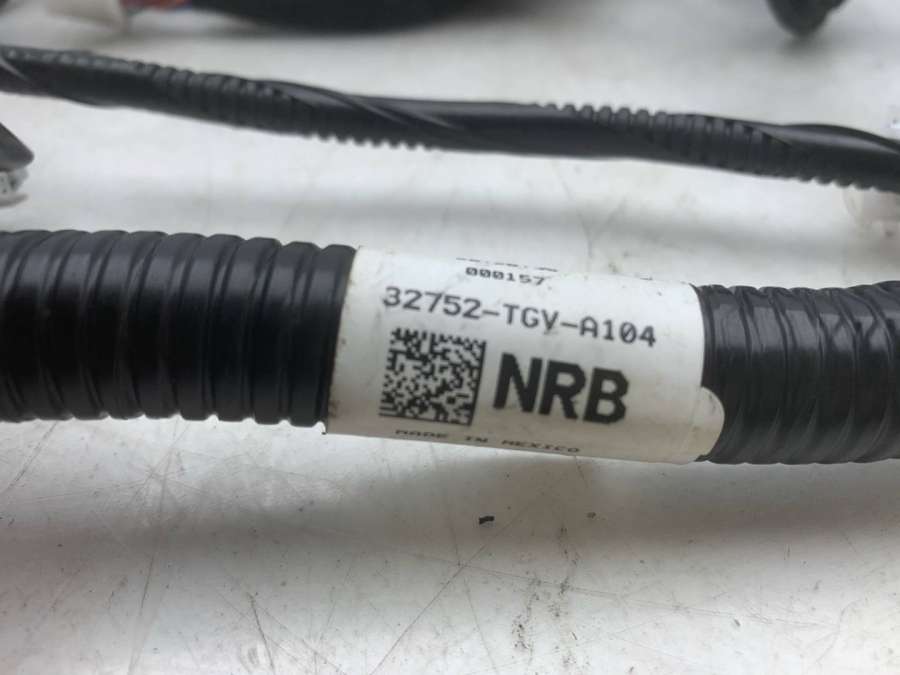 000157
32752-TGV-A104
NRB
MADE IN MEXICO